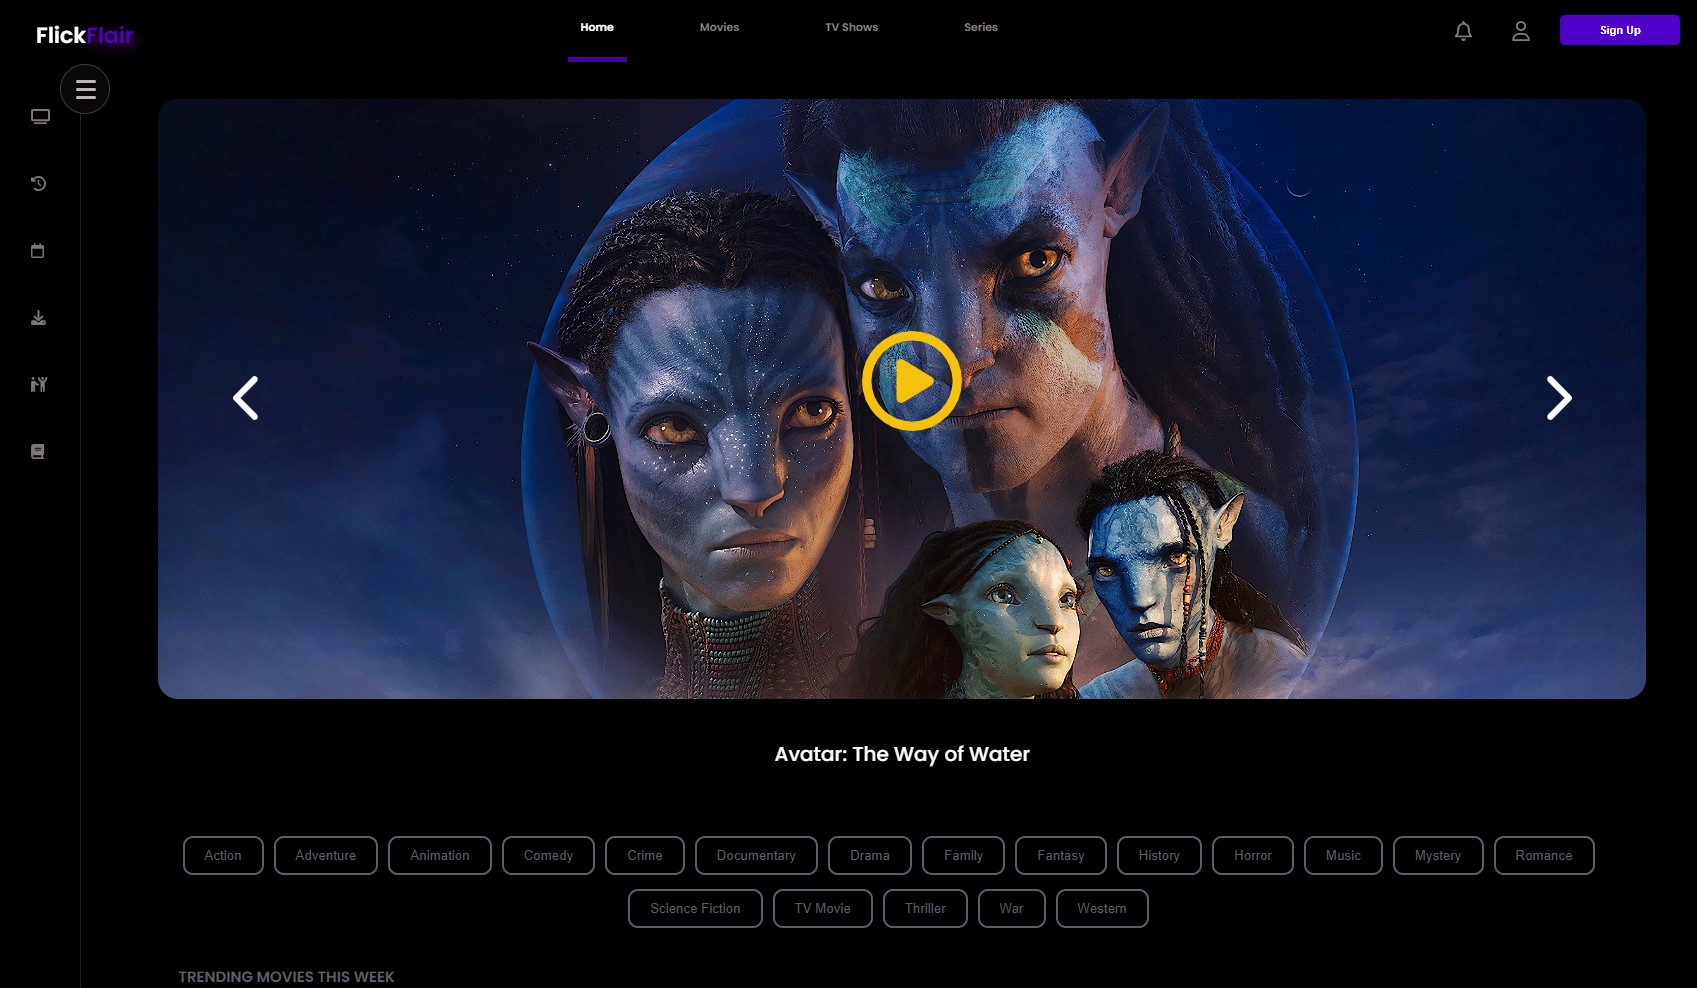 FlickFlair
Home Movies TV Shows Series
Sign Up
Avatar: The Way of Water
Action Adventure Animation Comedy Crime Documentary Drama Family Fantasy History Horror Music Mystery Romance
Science Fiction TV Movie Thriller War Western
TRENDING MOVIES THIS WEEK